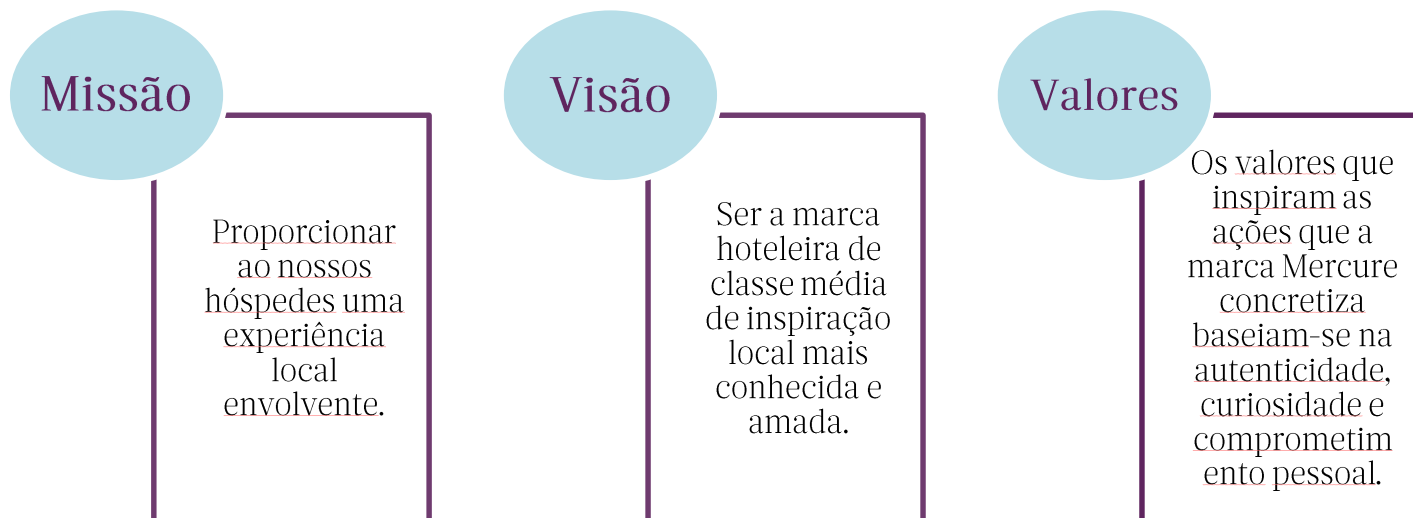 Missão
Proporcionar
ao nossos
hóspedes uma
experiência
local
envolvente.
Visão
Ser a marca
hoteleira de
classe média
de inspiração
local mais
conhecida e
amada.
Valores
Os valores que
inspiram as
ações que a
marca Mercure
concretiza
baseiam-se na
autenticidade,
curiosidade e
comprometim
ento pessoal.